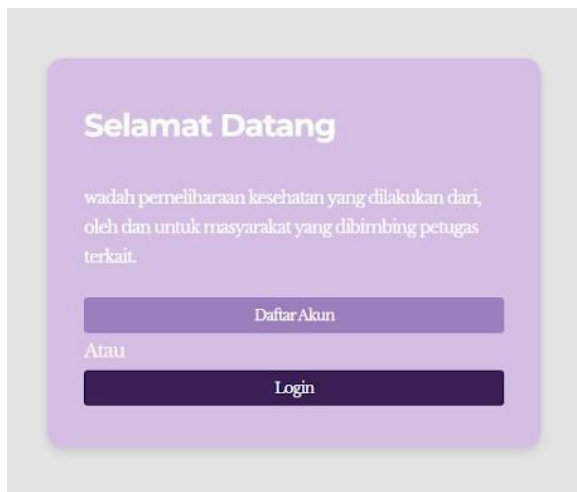 Selamat Datang
wadah pemeliharaan kesehatan yang dilakukan dari,
oleh dan untuk masyarakat yang dibimbing petugas
terkait.
Daftar Akun
Atau
Login